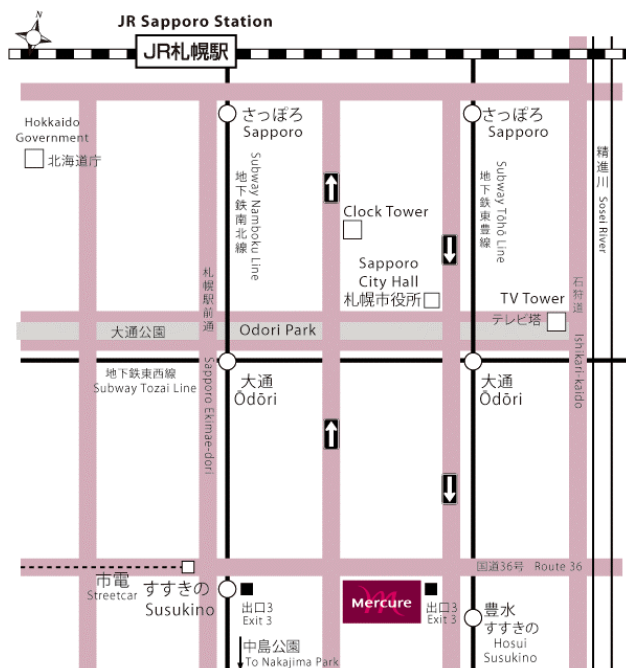 JR Sapporo Station
N
JR札幌駅
さっぽろ
Sapporo
さっぽろ
Sapporo
Hokkaido
Government
北海道庁
Subway Namboku Line
地下鉄南北線
Subway Tōhō Line
地下鉄東豊線
精進川 Sosei River
Clock Tower
Sapporo
City Hall
札幌市役所
TV Tower
テレビ塔
石狩道 Ishikari-kaido
札幌駅前通 Sapporo Ekimae-dori
大通公園
Odori Park
地下鉄東西線
Subway Tozai Line
大通
Ōdōri
大通
Ōdōri
国道36号 Route 36
市電
Streetcar
すすきの
Susukino
出口3
Exit 3
Mercure
出口3
Exit 3
豊水
すすきの
Hosui
Susukino
中島公園
To Nakajima Park